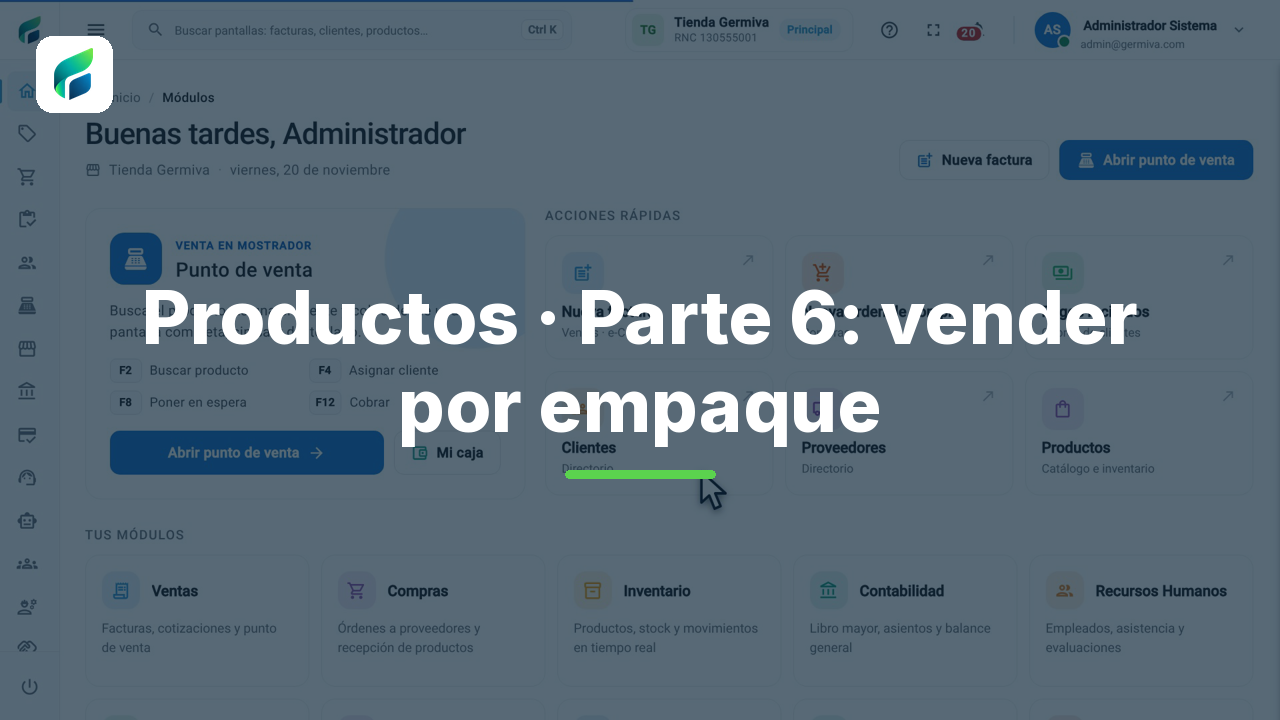 Buscar pantallas: facturas, clientes, productos...
Ctrl K
TG
Tienda Germiva
RNC 130555001
Principal
20
AS
Administrador Sistema
admin@germiva.com
Inicio / Módulos
Buenas tardes, Administrador
Tienda Germiva · viernes, 20 de noviembre
Nueva factura
Abrir punto de venta
VENTA EN MOSTRADOR
Punto de venta
ACCIONES RÁPIDAS
Productos · Parte 6: vender
por empaque
F2 Buscar producto
F4 Asignar cliente
F8 Poner en espera
F12 Cobrar
Abrir punto de venta
Mi caja
Clientes
Directorio
Proveedores
Directorio
Productos
Catálogo e inventario
TUS MÓDULOS
Ventas
Facturas, cotizaciones y punto
de venta
Compras
Órdenes a proveedores y
recepción de productos
Inventario
Productos, stock y movimientos
en tiempo real
Contabilidad
Libro mayor, asientos y balance
general
Recursos Humanos
Empleados, asistencia y
evaluaciones